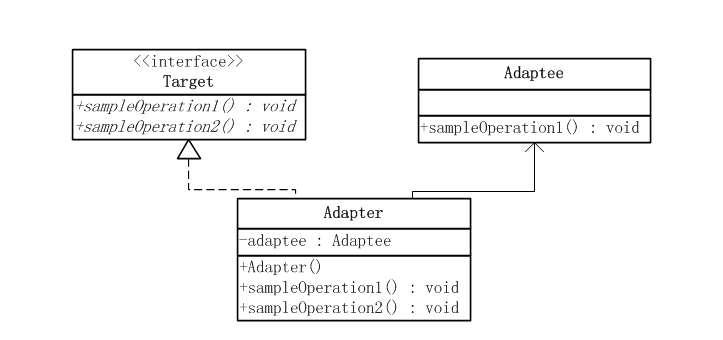 <<interface>>
Target
+sampleOperation1() : void
+sampleOperation2() : void
Adaptee
+sampleOperation1() : void
Adapter
-adaptee : Adaptee
+Adapter()
+sampleOperation1() : void
+sampleOperation2() : void